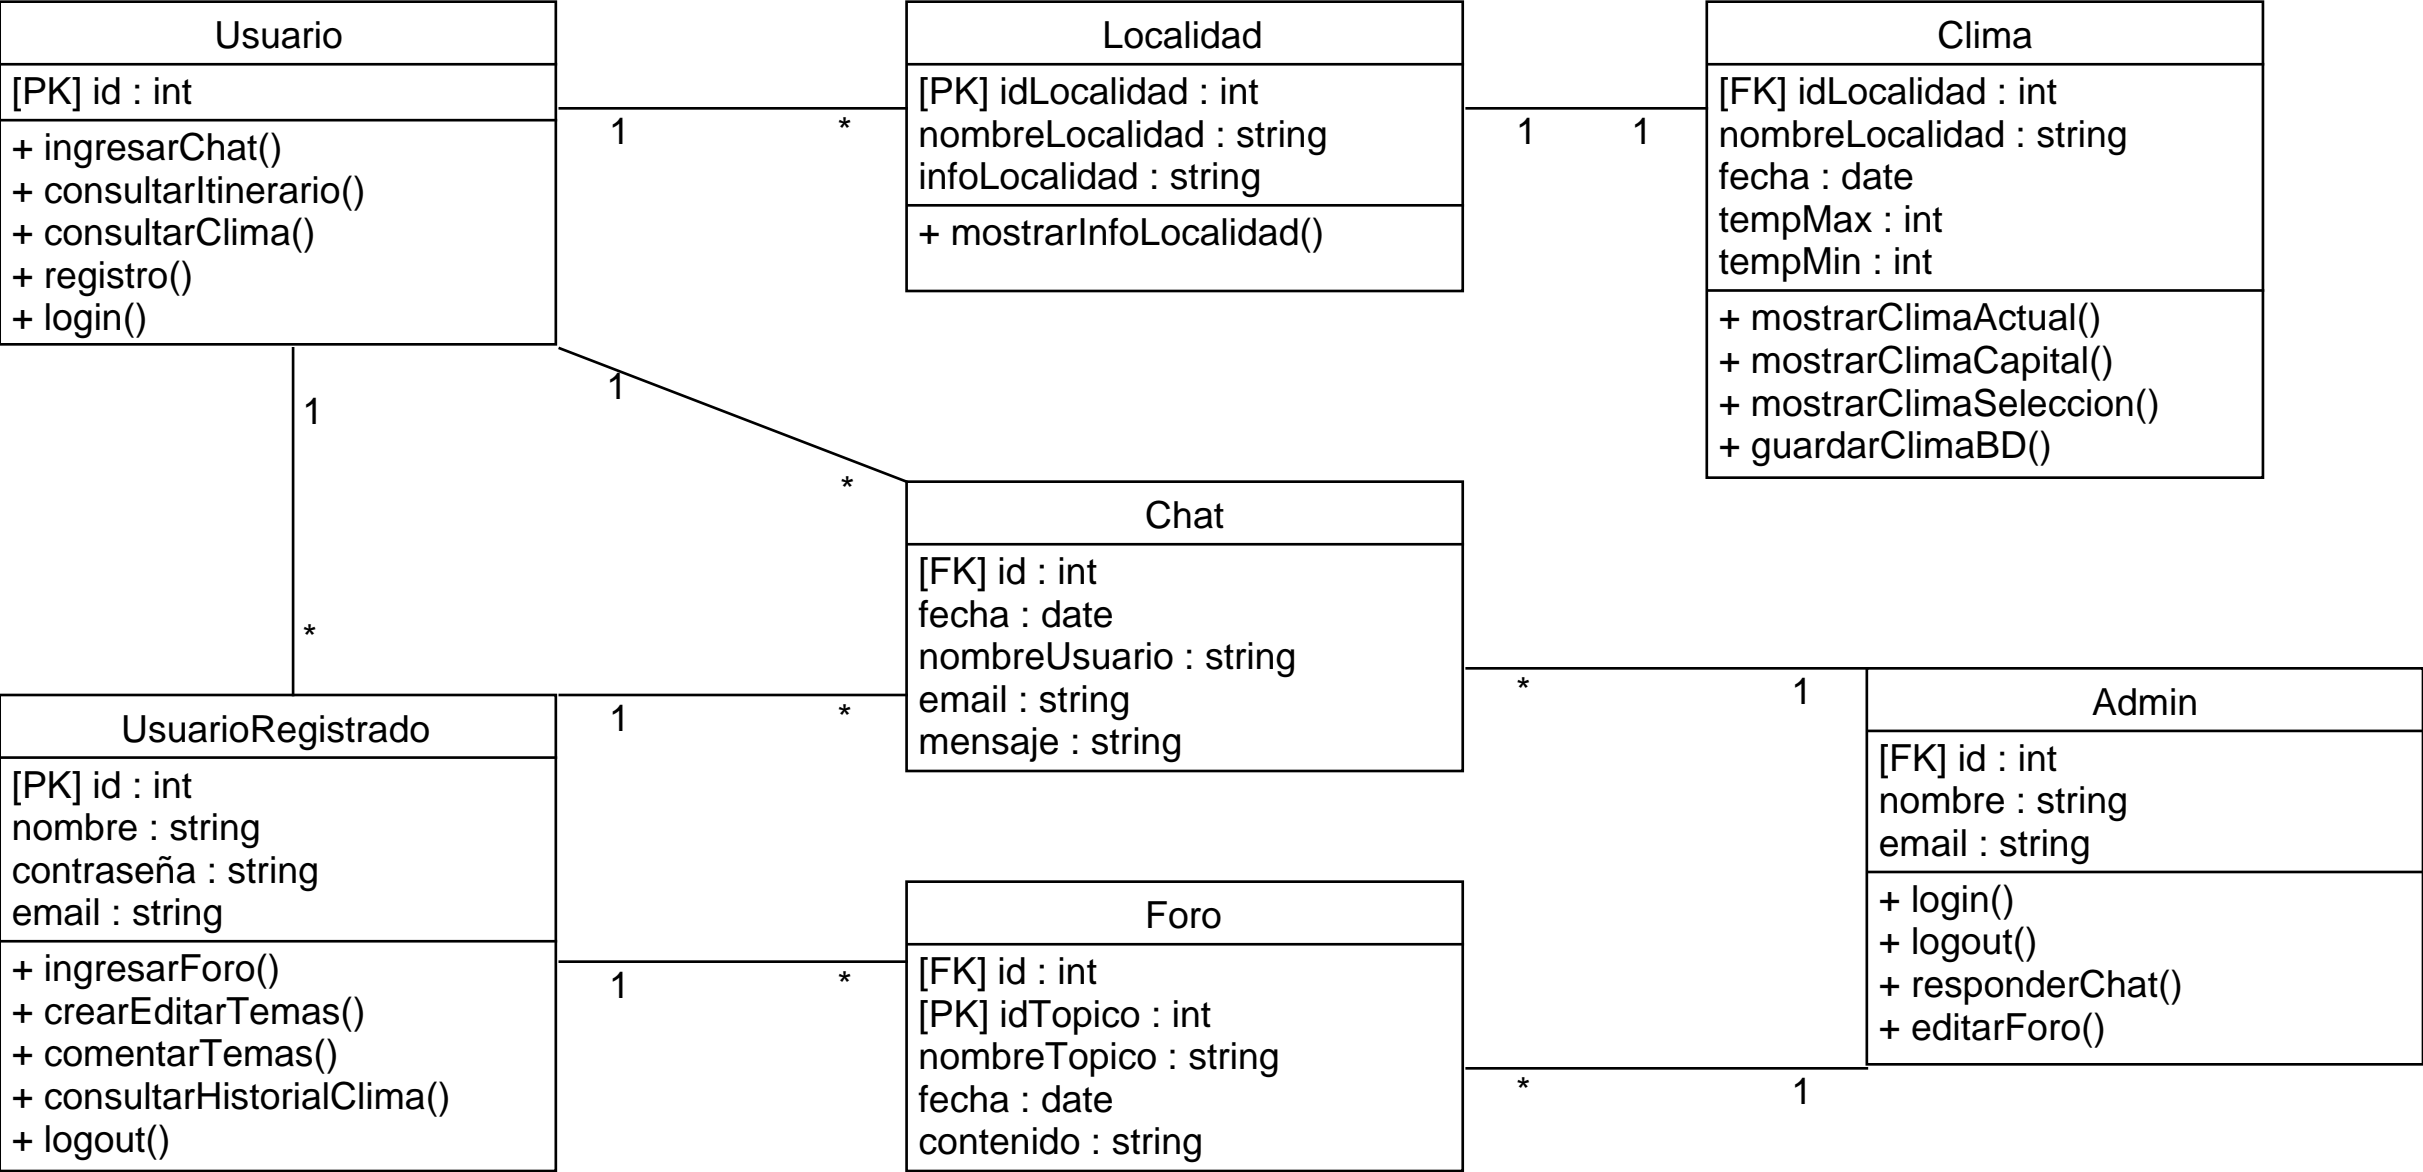 Usuario
[PK] id : int
+ ingresarChat()
+ consultarItinerario()
+ consultarClima()
+ registro()
+ login()
1
*
Localidad
[PK] idLocalidad : int
nombreLocalidad : string
infoLocalidad : string
+ mostrarInfoLocalidad()
1
1
Clima
[FK] idLocalidad : int
nombreLocalidad : string
fecha : date
tempMax : int
tempMin : int
+ mostrarClimaActual()
+ mostrarClimaCapital()
+ mostrarClimaSeleccion()
+ guardarClimaBD()
1
*
1
*
Chat
[FK] id : int
fecha : date
nombreUsuario : string
email : string
mensaje : string
UsuarioRegistrado
[PK] id : int
nombre : string
contraseña : string
email : string
+ ingresarForo()
+ crearEditarTemas()
+ comentarTemas()
+ consultarHistorialClima()
+ logout()
1
*
*
1
Admin
[FK] id : int
nombre : string
email : string
+ login()
+ logout()
+ responderChat()
+ editarForo()
1
*
Foro
[FK] id : int
[PK] idTopico : int
nombreTopico : string
fecha : date
contenido : string
*
1